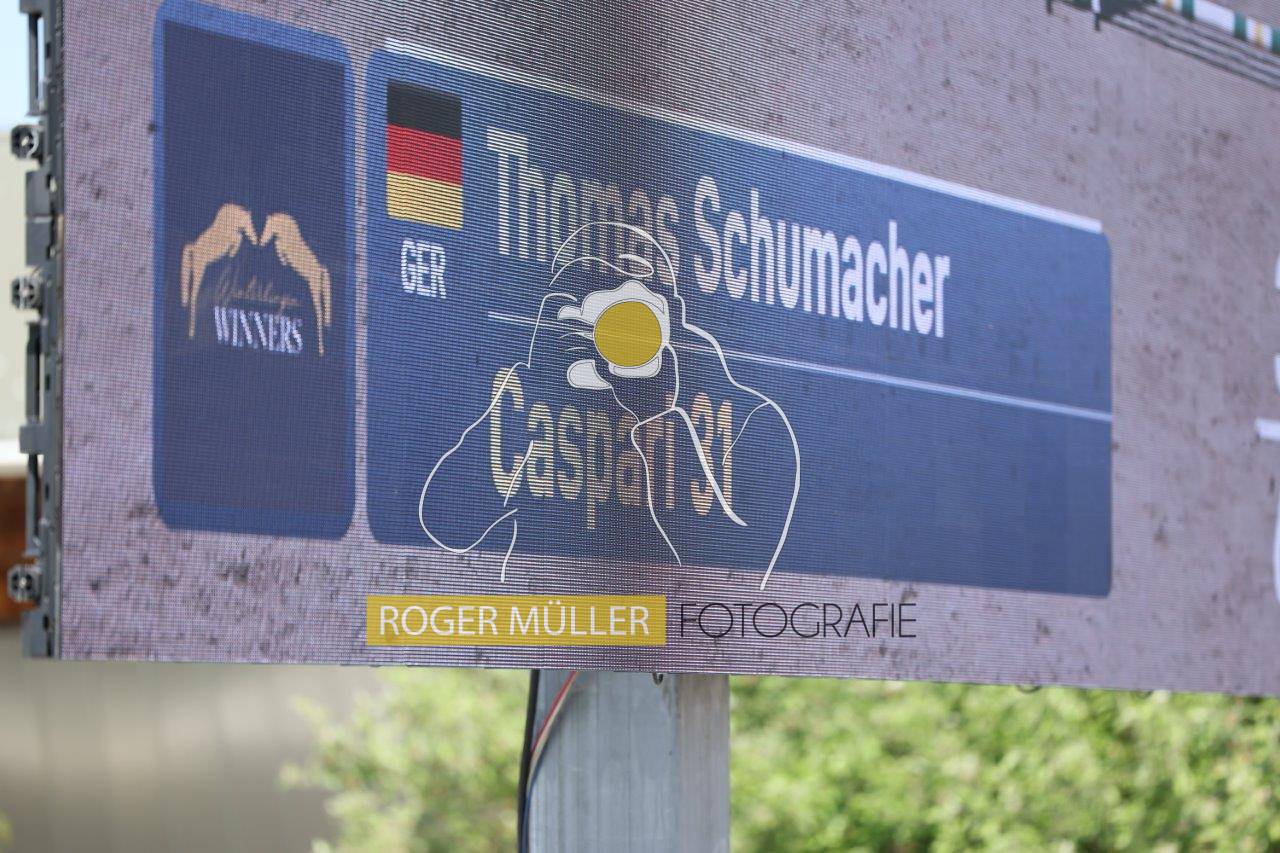 WINNERS
GER
Thomas Schumacher
Caspari 31
ROGER MÜLLER FOTOGRAFIE